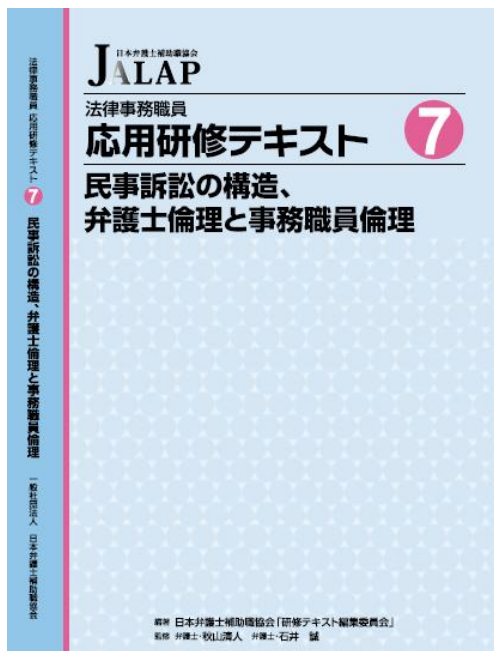 法律事務職員 応用研修テキスト 7 民事訴訟の構造、弁護士倫理と事務職員倫理 一般社団法人 日本弁護士補助職協会
日本弁護士補助職協会
JALAP
法律事務職員
応用研修テキスト 7
民事訴訟の構造、
弁護士倫理と事務職員倫理
編著 日本弁護士補助職協会「研修テキスト編集委員会」
監修 弁護士・秋山清人 弁護士・石井 誠